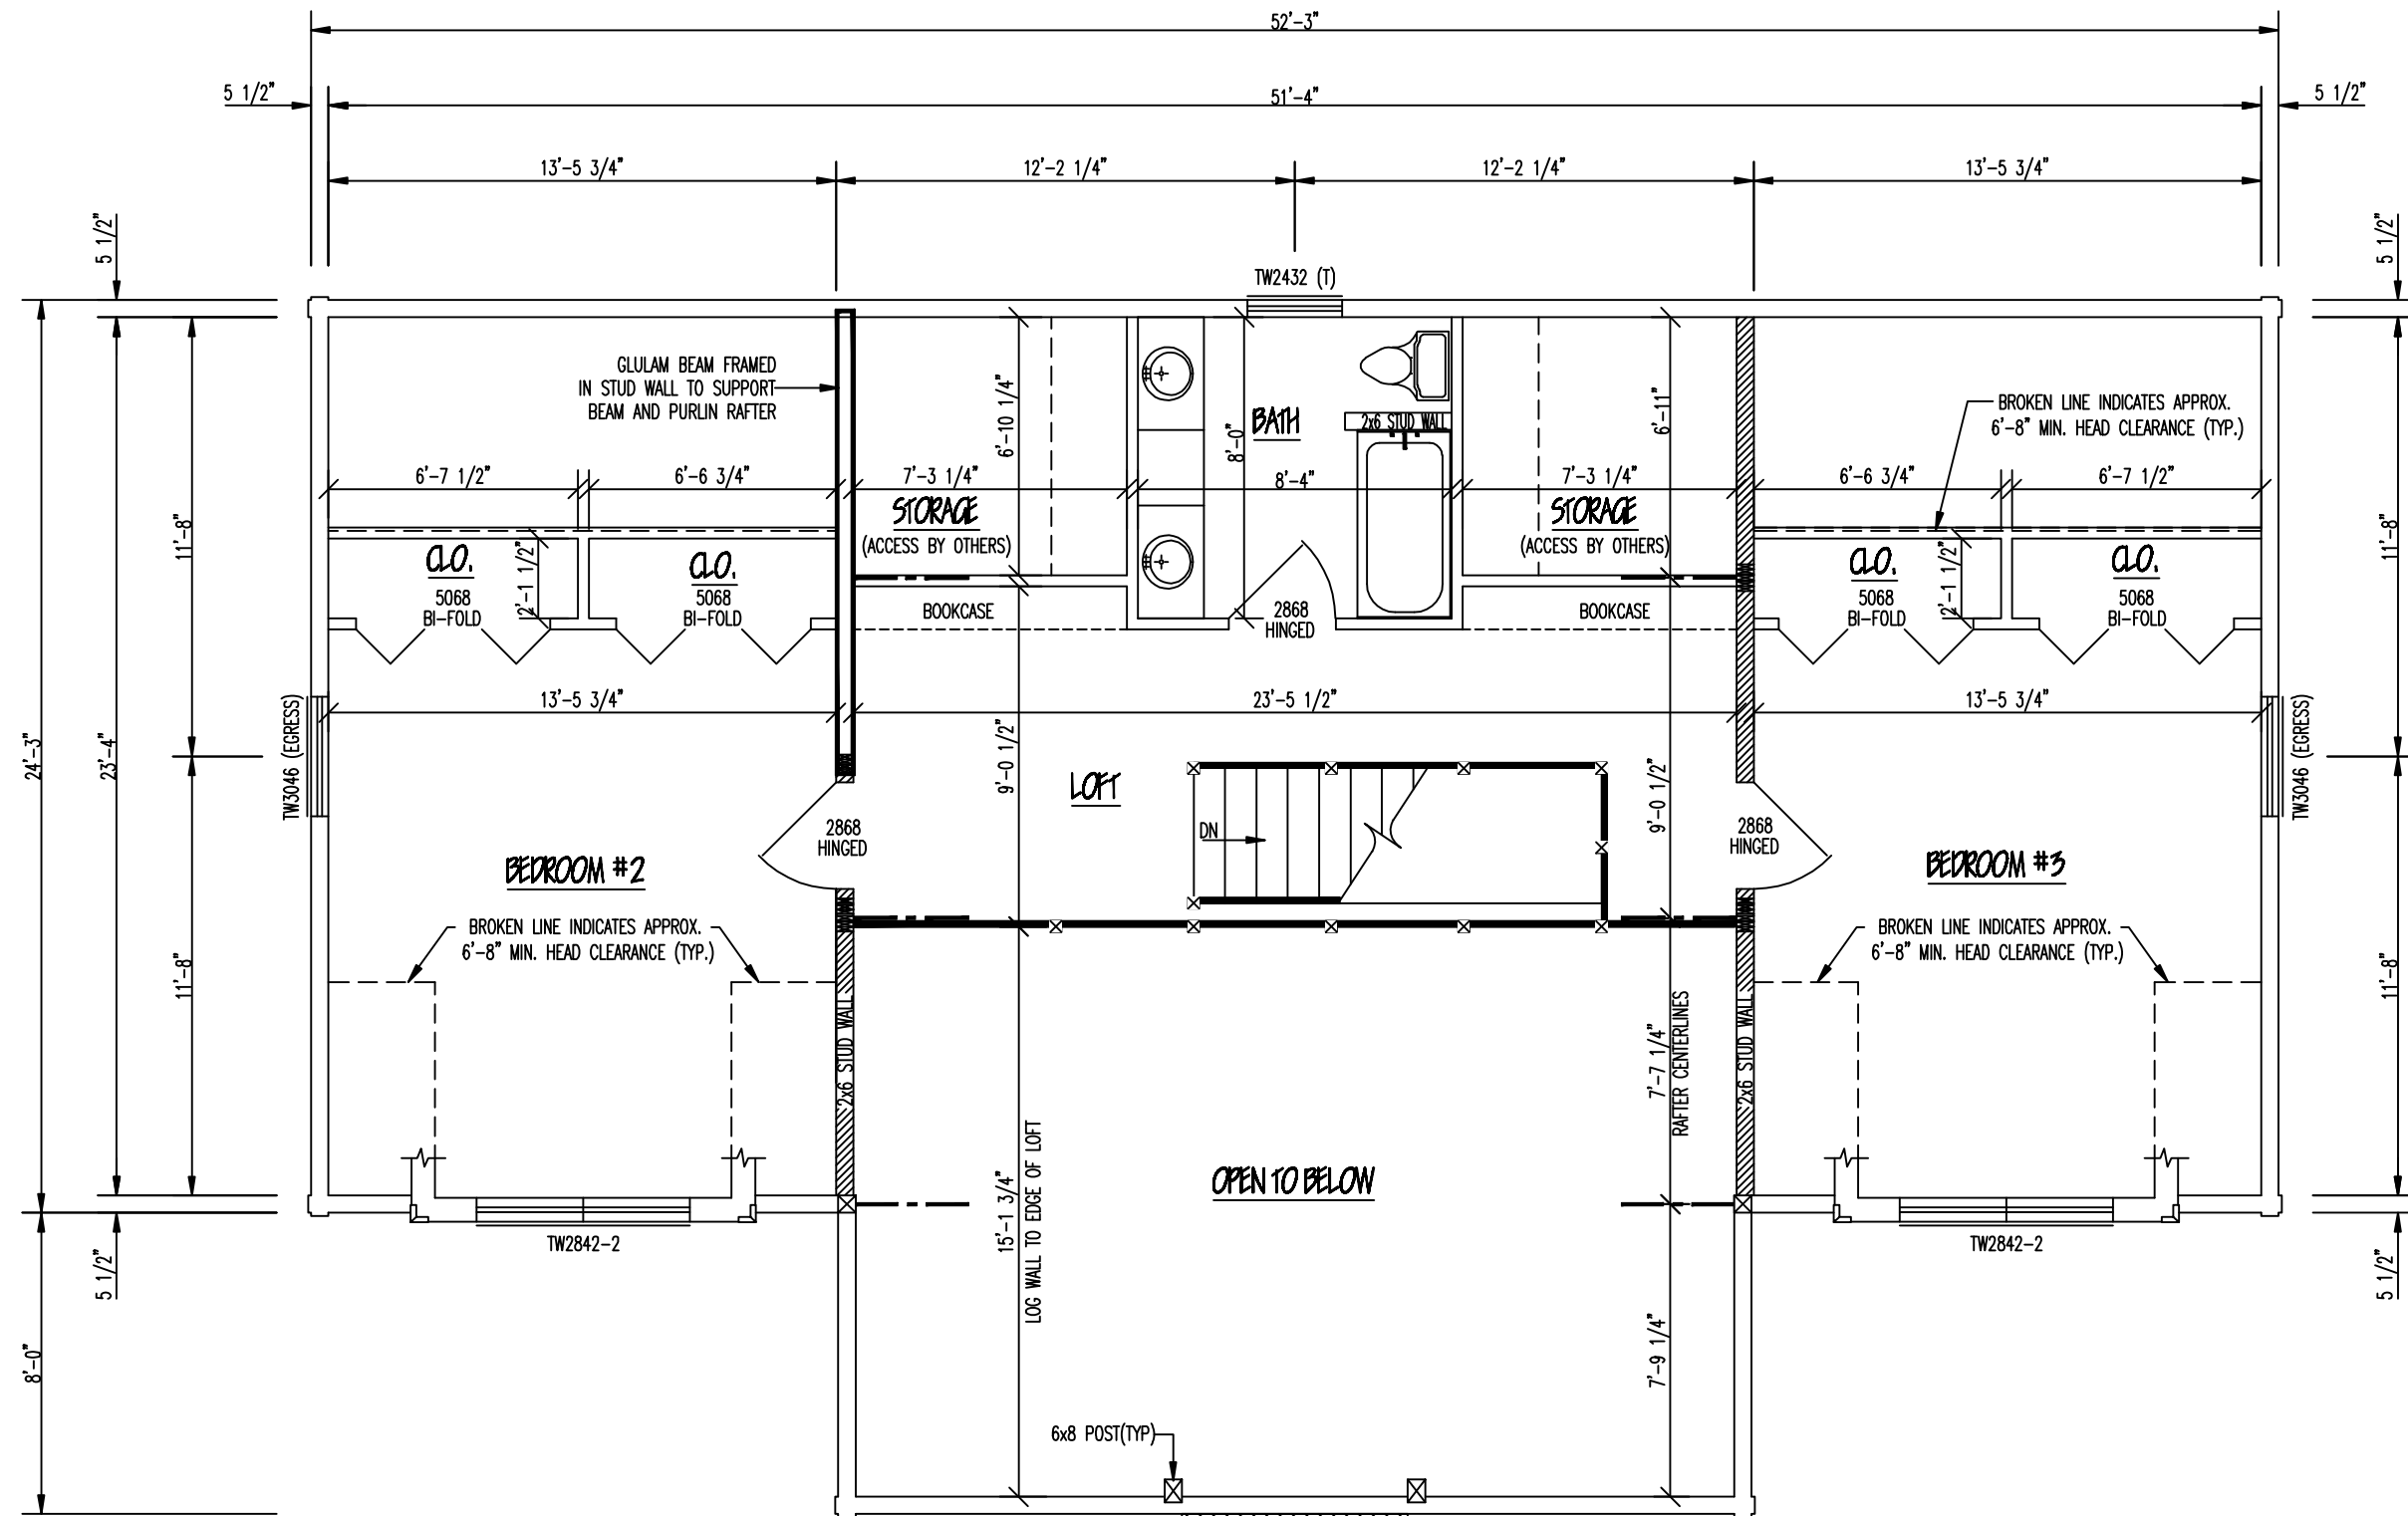 52'-3"
5 1/2"
51'-4"
5 1/2"
13'-5 3/4"
12'-2 1/4"
12'-2 1/4"
13'-5 3/4"
5 1/2"
5 1/2"
TW2432 (T)
GLULAM BEAM FRAMED
IN STUD WALL TO SUPPORT
BEAM AND PURLIN RAFTER
6'-10 1/4"
BATH
8'-0"
2x6 STUD WALL
6'-11"
BROKEN LINE INDICATES APPROX.
6'-8" MIN. HEAD CLEARANCE (TYP.)
6'-7 1/2"
6'-6 3/4"
7'-3 1/4"
8'-4"
7'-3 1/4"
6'-6 3/4"
6'-7 1/2"
STORAGE
(ACCESS BY OTHERS)
STORAGE
(ACCESS BY OTHERS)
11'-8"
11'-8"
CLO.
5068
BI-FOLD
2'-1 1/2"
CLO.
5068
BI-FOLD
BOOKCASE
2868
HINGED
BOOKCASE
CLO.
5068
BI-FOLD
2'-1 1/2"
CLO.
5068
BI-FOLD
13'-5 3/4"
23'-5 1/2"
13'-5 3/4"
24'-3"
23'-4"
TW3046 (EGRESS)
9'-0 1/2"
LOFT
DN
9'-0 1/2"
TW3046 (EGRESS)
2868
HINGED
2868
HINGED
BEDROOM #2
BEDROOM #3
BROKEN LINE INDICATES APPROX.
6'-8" MIN. HEAD CLEARANCE (TYP.)
BROKEN LINE INDICATES APPROX.
6'-8" MIN. HEAD CLEARANCE (TYP.)
11'-8"
11'-8"
2x6 STUD WALL
7'-7 1/4"
RAFTER CENTERLINES
2x6 STUD WALL
15'-1 3/4"
LOG WALL TO EDGE OF LOFT
OPEN TO BELOW
TW2842-2
TW2842-2
5 1/2"
5 1/2"
8'-0"
7'-9 1/4"
6x8 POST(TYP)